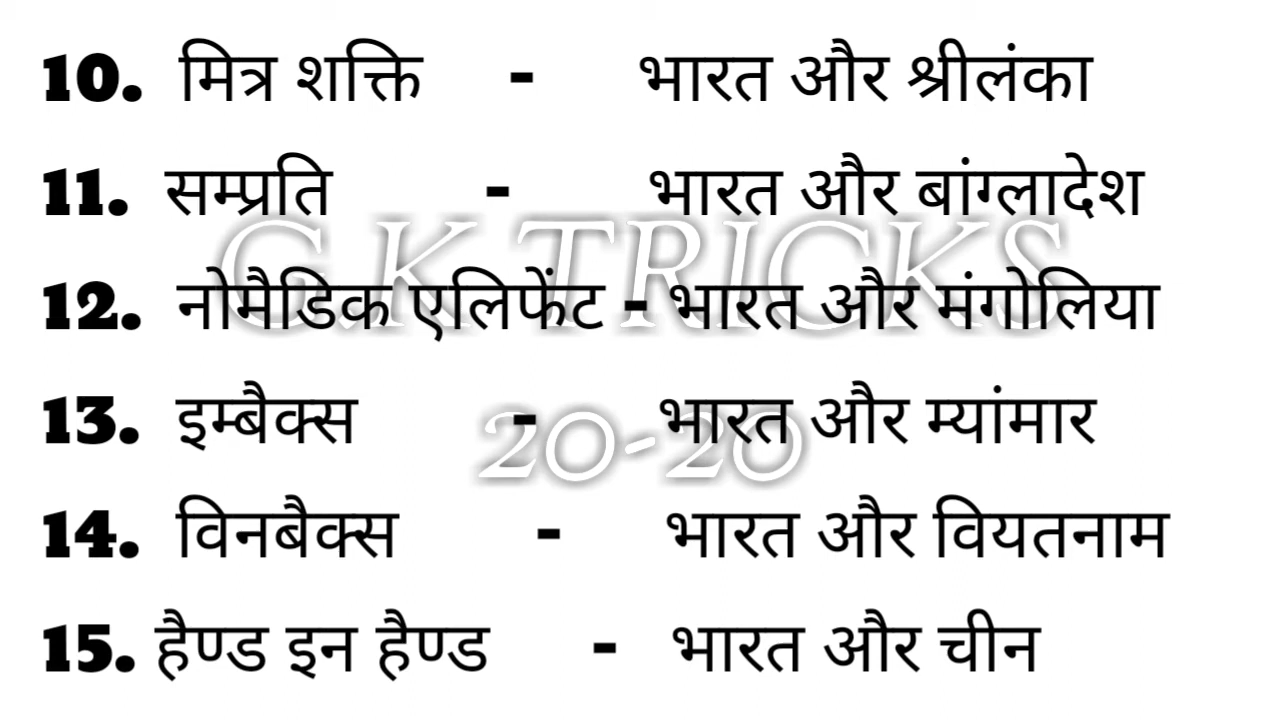 10. मित्र शक्ति - भारत और श्रीलंका
11. सम्प्रति - भारत और बांग्लादेश
G.K TRICKS
12. नोमैडिक एलिफेंट - भारत और मंगोलिया
13. इम्बैक्स - भारत और म्यांमार
20-20
14. विनबैक्स - भारत और वियतनाम
15. हैण्ड इन हैण्ड - भारत और चीन